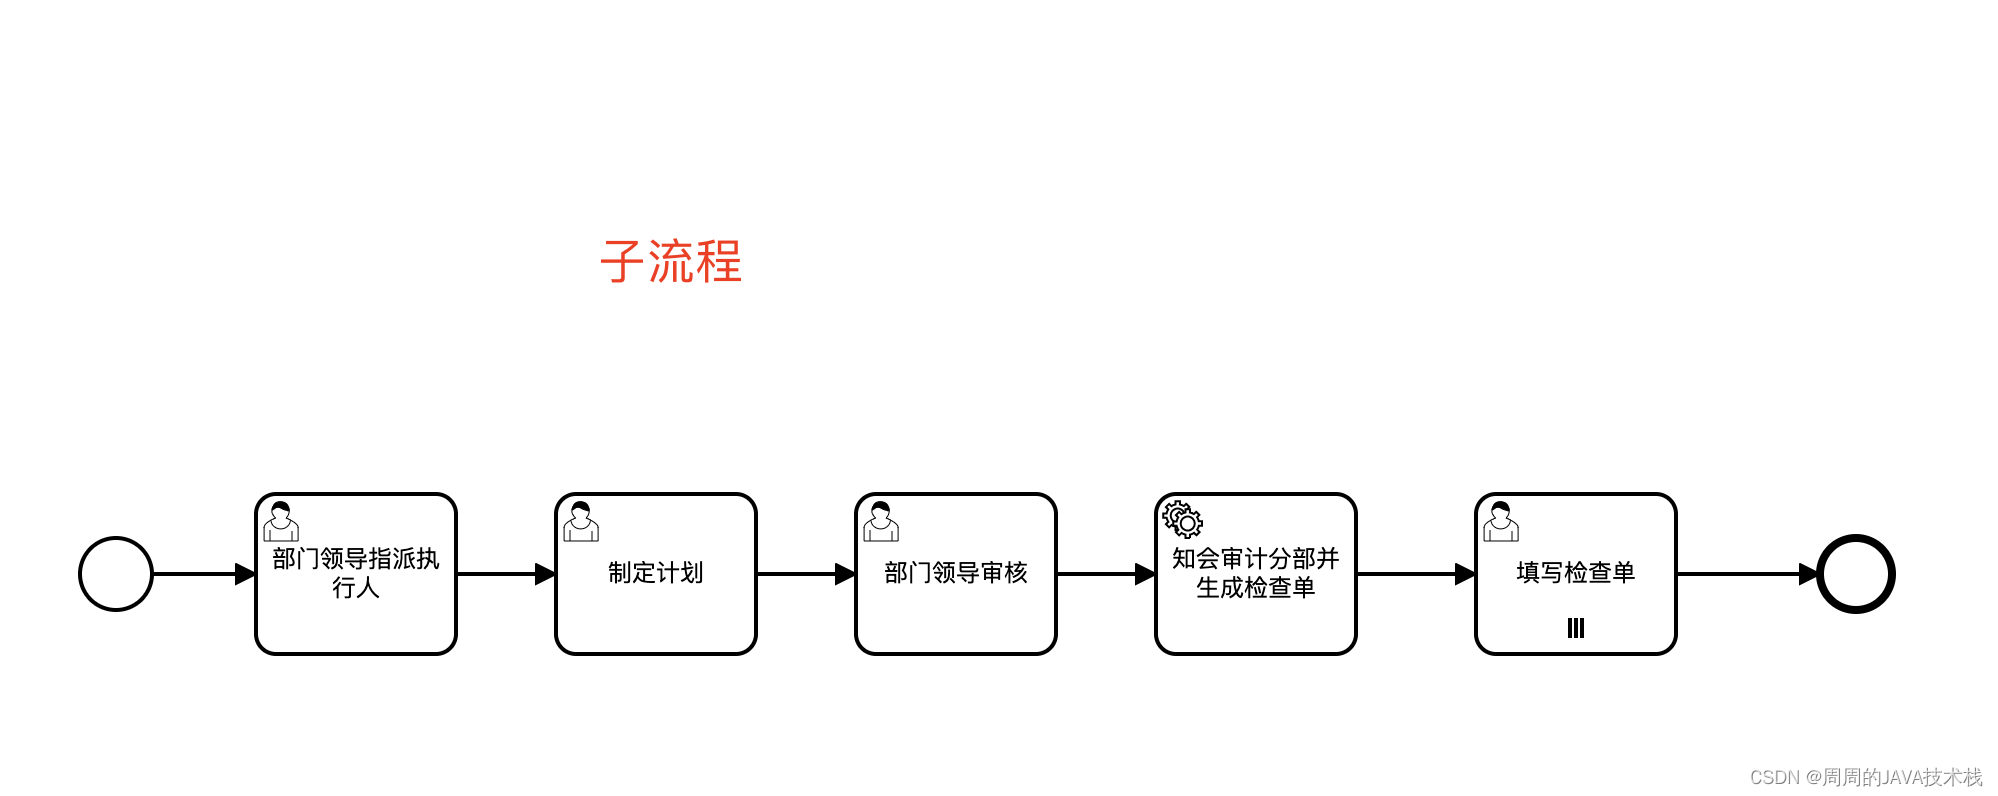 子流程
部门领导指派执
行人
制定计划
部门领导审核
知会审计分部并
生成检查单
填写检查单
CSDN @周周的JAVA技术栈